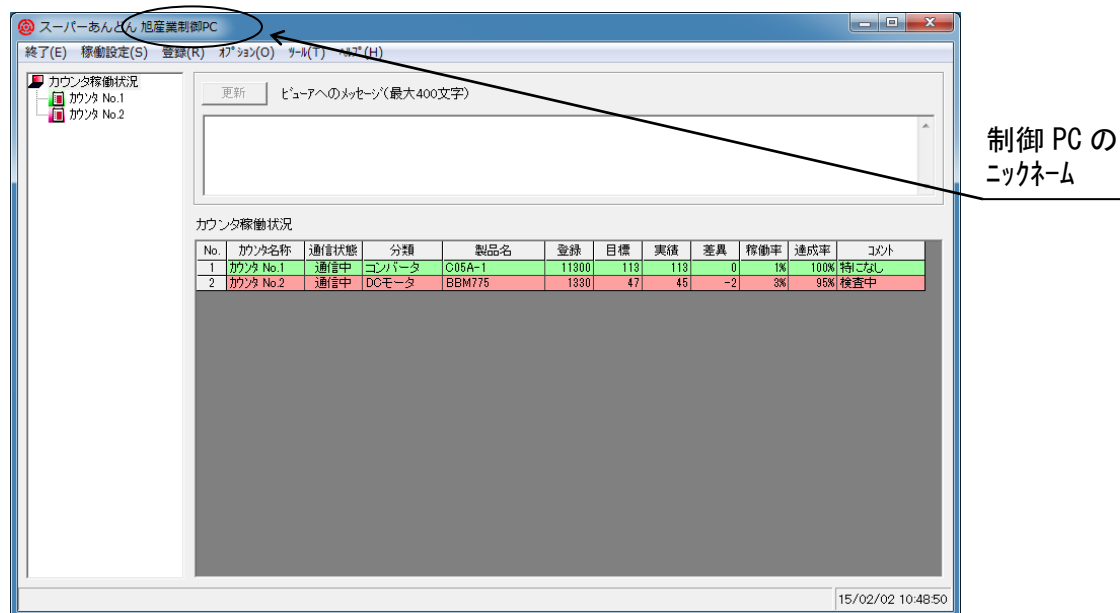 スーパーあんどん 旭産業制御PC
終了(E) 稼働設定(S) 登録(R) ｵﾌﾟｼｮﾝ(O) ﾂｰﾙ(T) ﾍﾙﾌﾟ(H)
カウンタ稼働状況
ｶｳﾝﾀ No.1
ｶｳﾝﾀ No.2
更新 ﾋﾞｭｰｱへのﾒｯｾｰｼﾞ(最大400文字)
制御 PC の
ﾆｯｸﾈｰﾑ
カウンタ稼働状況
No. ｶｳﾝﾀ名称 通信状態 分類 製品名 登録 目標 実績 差異 稼働率 達成率 ｺﾒﾝﾄ
1 ｶｳﾝﾀ No.1 通信中 コンバータ C05A-1 11300 113 113 0 1% 100% 特になし
2 ｶｳﾝﾀ No.2 通信中 DCモータ BBM775 1330 47 45 -2 3% 95% 検査中
15/02/02 10:48:50